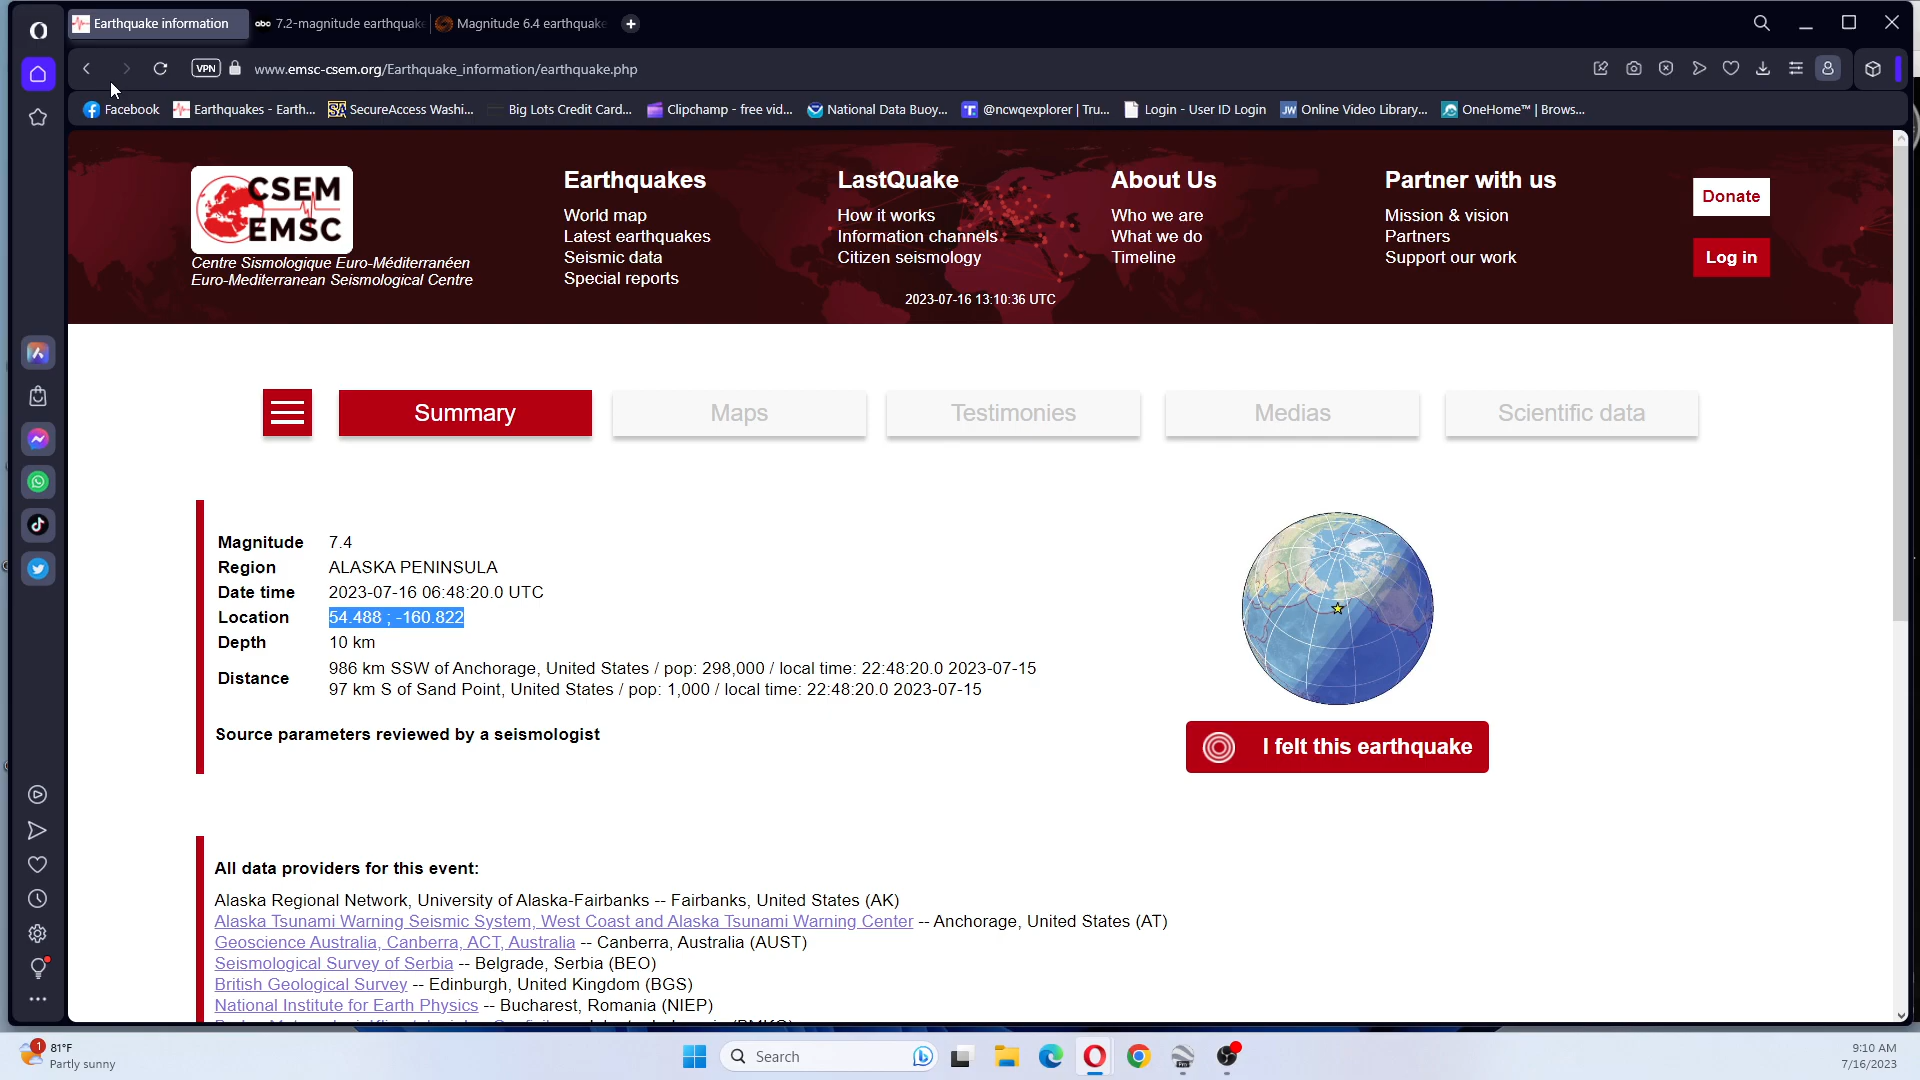 Earthquake information
abc 7.2-magnitude earthquake
Magnitude 6.4 earthquake
VPN
www.emsc-csem.org/Earthquake_information/earthquake.php
Facebook
Earthquakes - Earth...
SA SecureAccess Washi...
Big Lots Credit Card...
Clipchamp - free vid...
National Data Buoy...
T. @ncwqexplorer | Tru...
Login - User ID Login
JW Online Video Library...
OneHome™ | Brows...
CSEM
EMSC
Centre Sismologique Euro-Méditerranéen
Euro-Mediterranean Seismological Centre
Earthquakes
World map
Latest earthquakes
Seismic data
Special reports
LastQuake
How it works
Information channels
Citizen seismology
About Us
Who we are
What we do
Timeline
Partner with us
Mission & vision
Partners
Support our work
Donate
Log in
2023-07-16 13:10:36 UTC
Summary
Maps
Testimonies
Medias
Scientific data
Magnitude 7.4
Region ALASKA PENINSULA
Date time 2023-07-16 06:48:20.0 UTC
Location 54.488 ; -160.822
Depth 10 km
Distance 986 km SSW of Anchorage, United States / pop: 298,000 / local time: 22:48:20.0 2023-07-15
97 km S of Sand Point, United States / pop: 1,000 / local time: 22:48:20.0 2023-07-15
Source parameters reviewed by a seismologist
I felt this earthquake
All data providers for this event:
Alaska Regional Network, University of Alaska-Fairbanks -- Fairbanks, United States (AK)
Alaska Tsunami Warning Seismic System, West Coast and Alaska Tsunami Warning Center -- Anchorage, United States (AT)
Geoscience Australia, Canberra, ACT, Australia -- Canberra, Australia (AUST)
Seismological Survey of Serbia -- Belgrade, Serbia (BEO)
British Geological Survey -- Edinburgh, United Kingdom (BGS)
National Institute for Earth Physics -- Bucharest, Romania (NIEP)
1
81°F
Partly sunny
Search
9:10 AM
7/16/2023